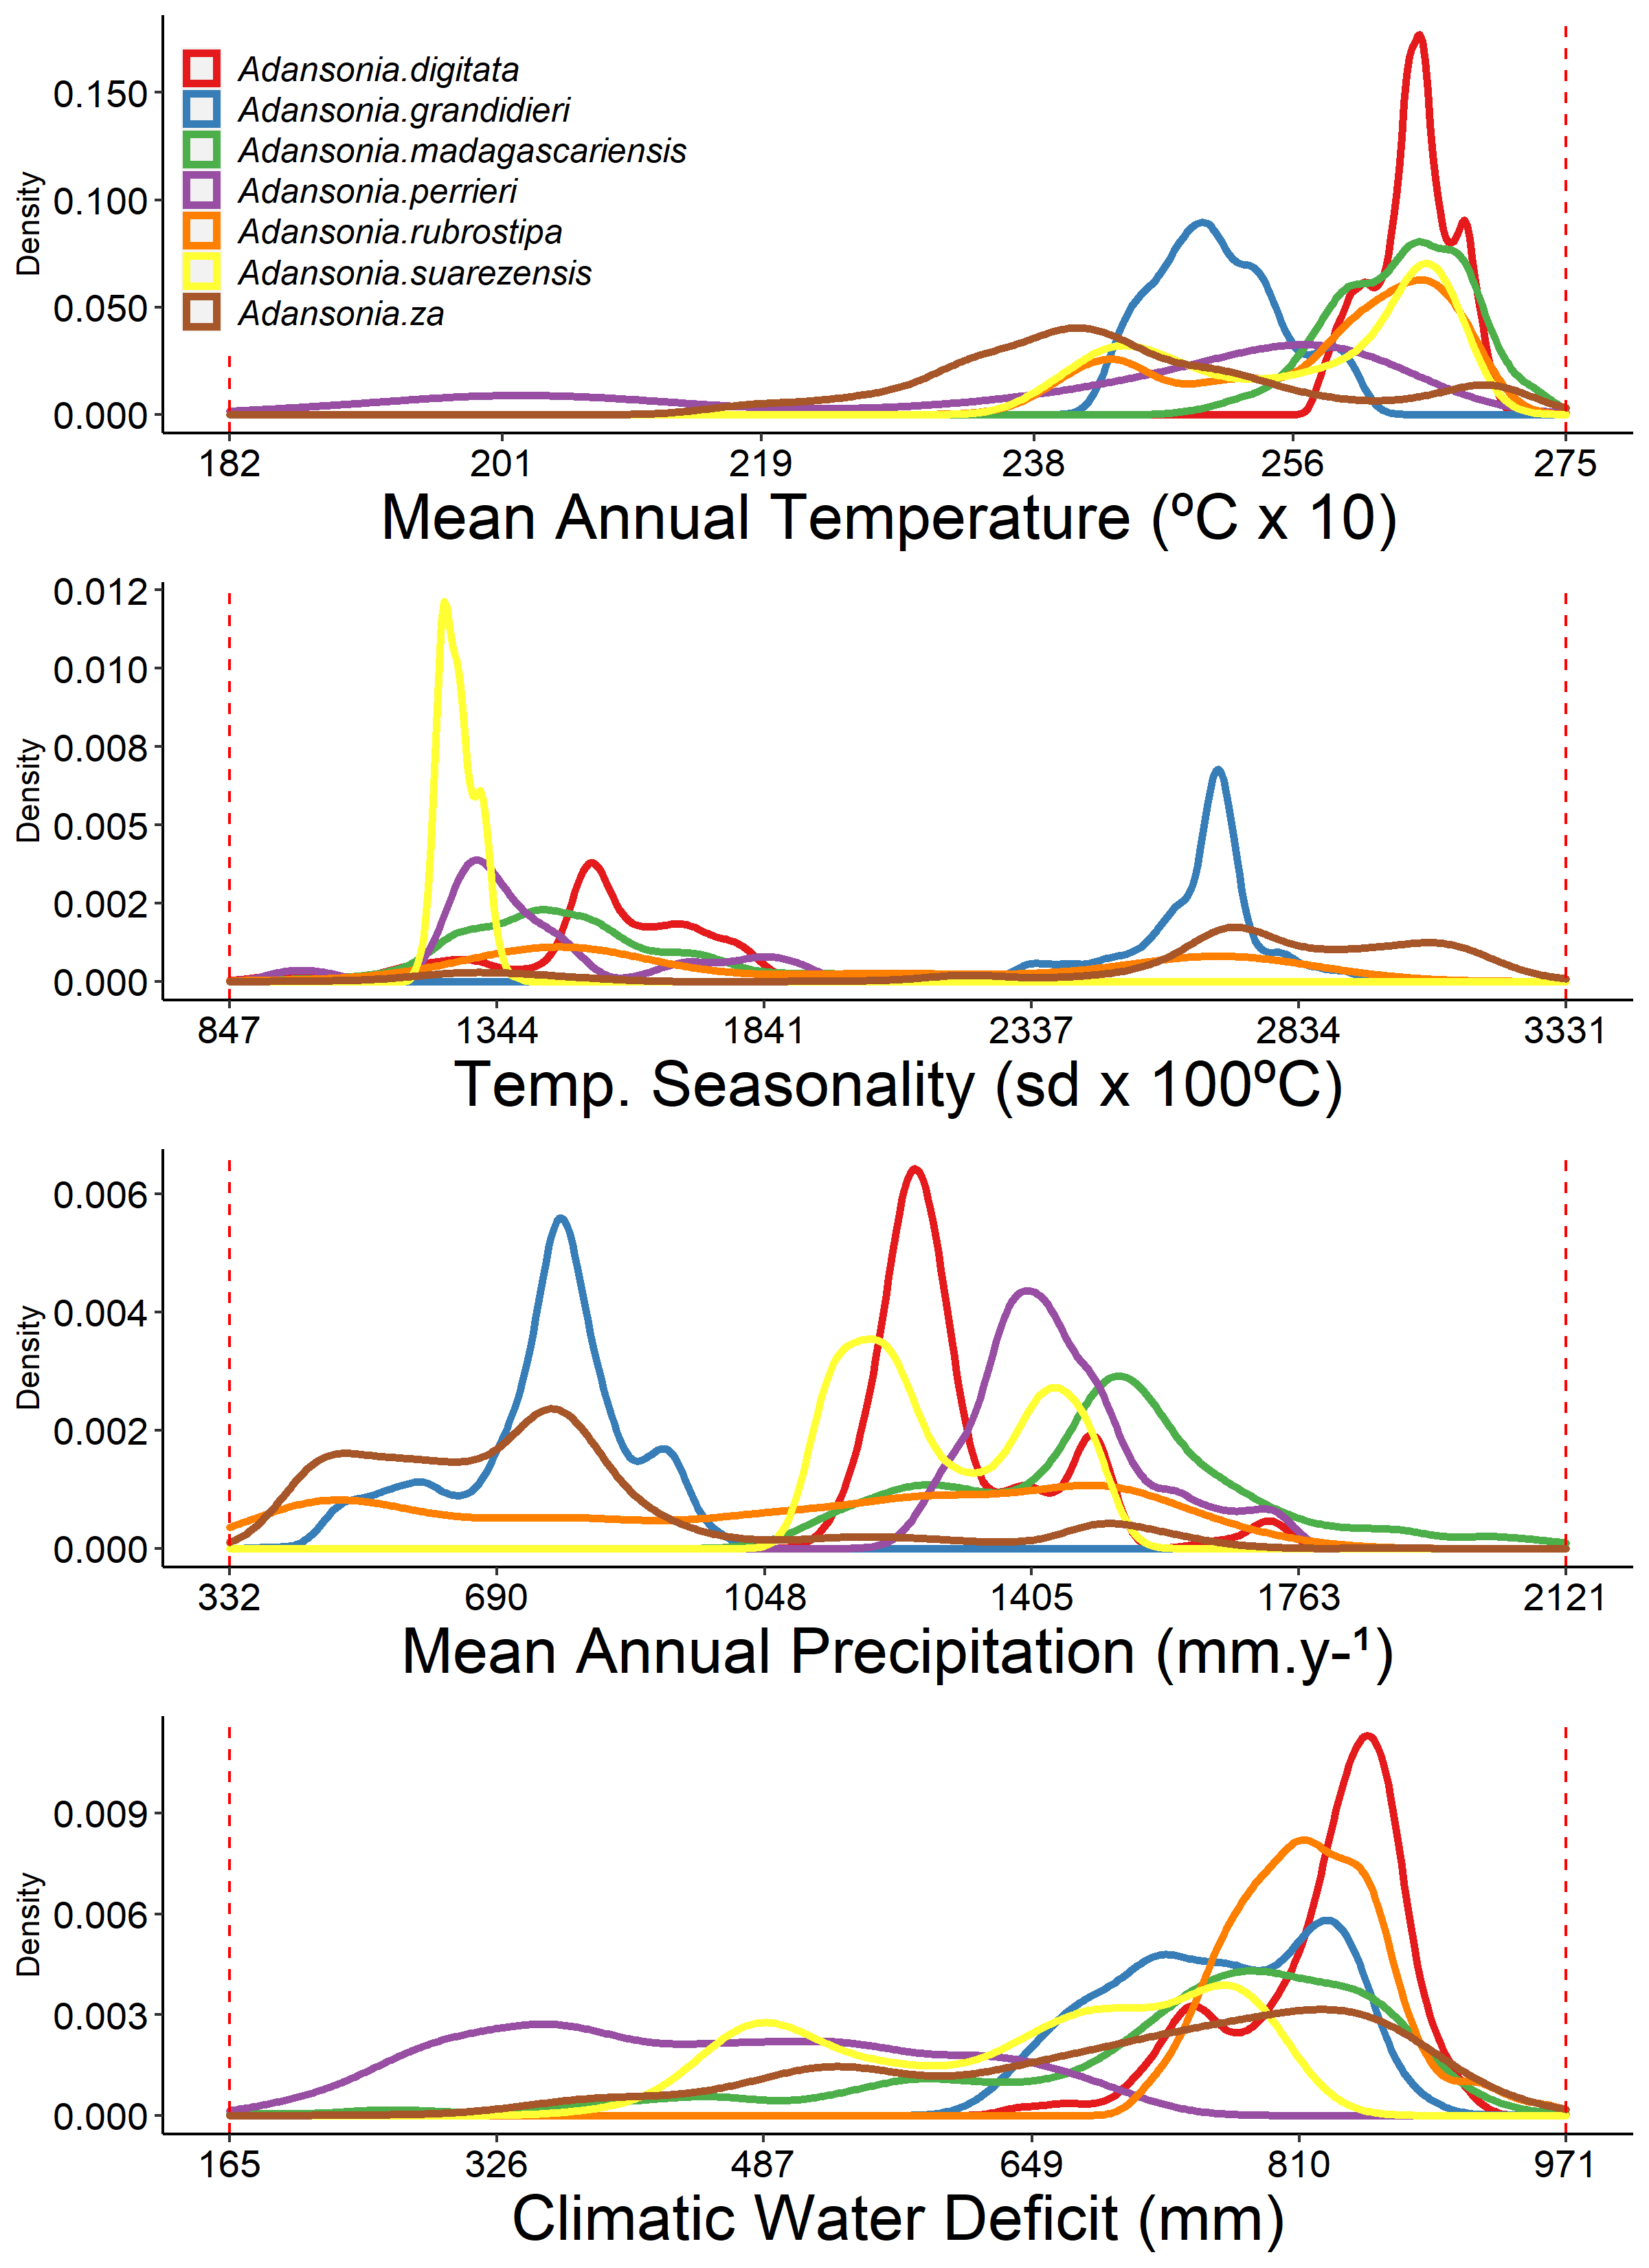 0.150
0.100
0.050
0.000
Density
Adansonia.digitata
Adansonia.grandidieri
Adansonia.madagascariensis
Adansonia.perrieri
Adansonia.rubrostipa
Adansonia.suarezensis
Adansonia.za
182 201 219 238 256 275
Mean Annual Temperature (ºC x 10)
0.012
0.010
0.008
0.005
0.002
0.000
Density
847 1344 1841 2337 2834 3331
Temp. Seasonality (sd x 100ºC)
0.006
0.004
0.002
0.000
Density
332 690 1048 1405 1763 2121
Mean Annual Precipitation (mm.y-¹)
0.009
0.006
0.003
0.000
Density
165 326 487 649 810 971
Climatic Water Deficit (mm)